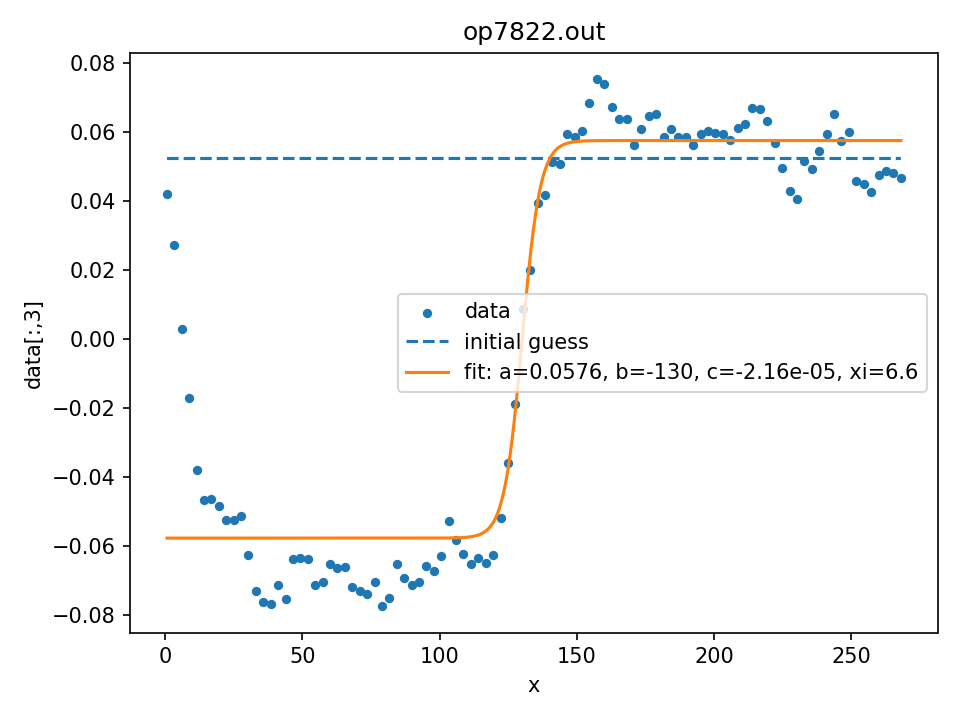 op7822.out
data[:,3]
0.08
0.06
0.04
0.02
0.00
−0.02
−0.04
−0.06
−0.08
data
initial guess
fit: a=0.0576, b=-130, c=-2.16e-05, xi=6.6
0 50 100 150 200 250
x